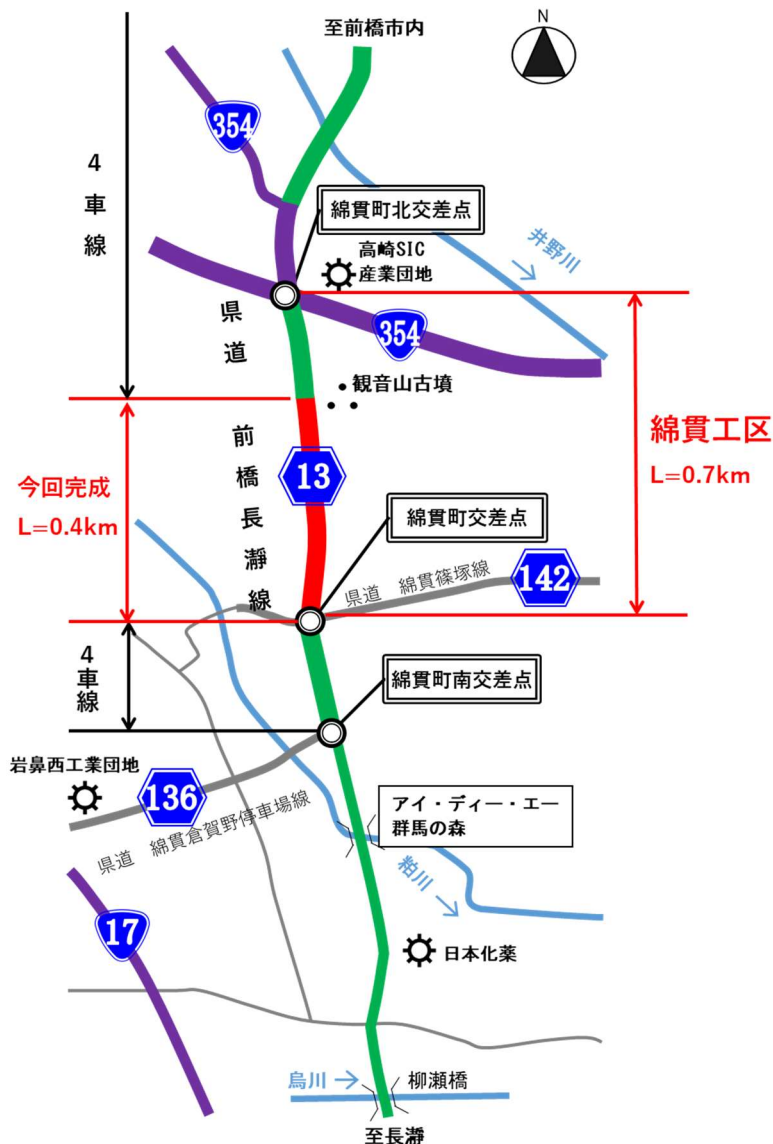 至前橋市内
N
354
4車線
綿貫町北交差点
高崎SIC
産業団地
井野川
→
県道 前橋長瀞線
354
観音山古墳
綿貫工区
L=0.7km
13
今回完成
L=0.4km
綿貫町交差点
142
県道 綿貫篠塚線
4車線
綿貫町南交差点
岩鼻西工業団地
136
アイ・ディー・エー
群馬の森
県道 綿貫倉賀野停車場線
粕川
→
17
日本化薬
烏川→
柳瀬橋
至長瀞